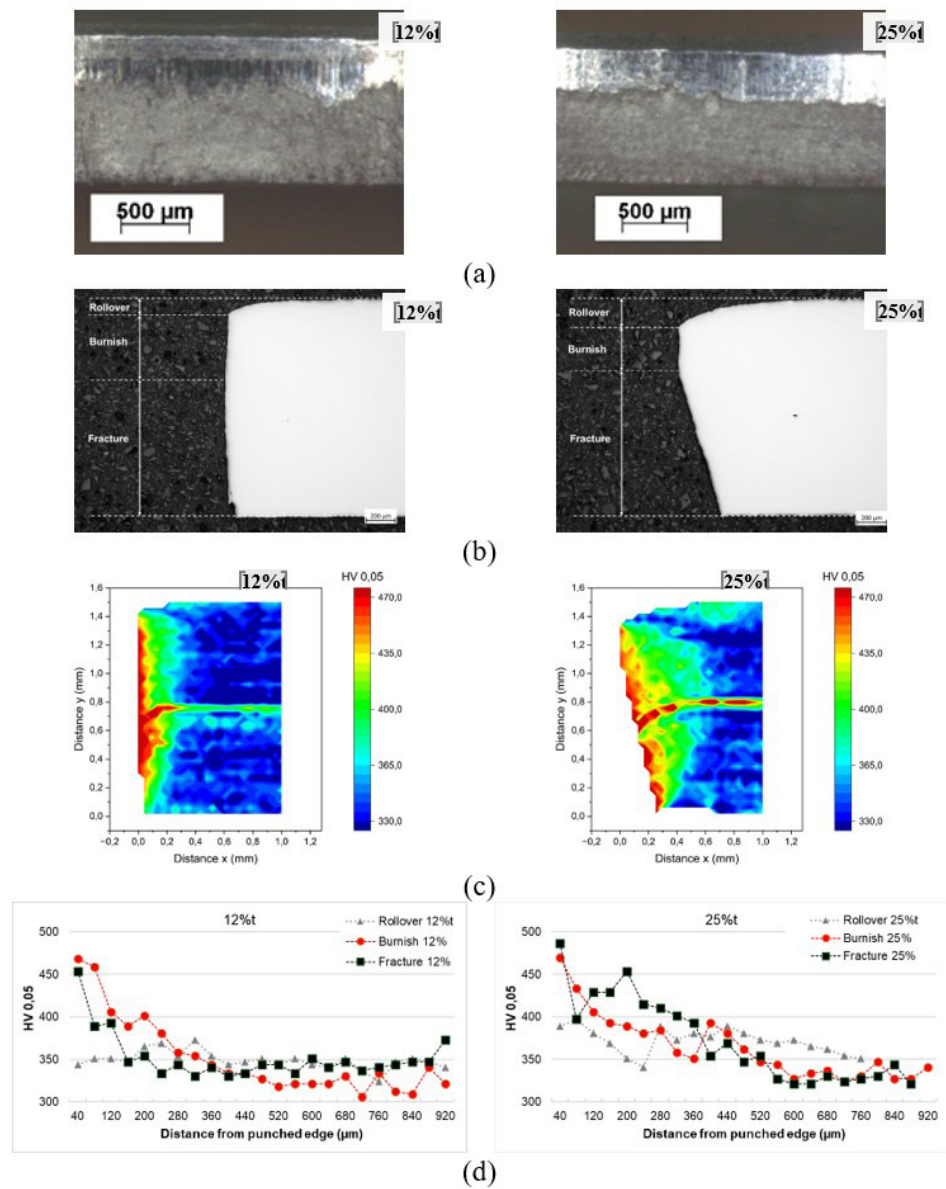 [12%t]
[25%t]
500 µm
500 µm
(a)
Rollover
[12%t]
Burnish
Fracture
200 µm
Rollover
[25%t]
Burnish
Fracture
200 µm
(b)
[12%t]
HV 0,05
1,6
1,4
1,2
1,0
0,8
0,6
0,4
0,2
0,0
Distance y (mm)
−0,2 0,0 0,2 0,4 0,6 0,8 1,0 1,2
Distance x (mm)
470,0
435,0
400,0
365,0
330,0
[25%t]
HV 0,05
1,6
1,4
1,2
1,0
0,8
0,6
0,4
0,2
0,0
Distance y (mm)
−0,2 0,0 0,2 0,4 0,6 0,8 1,0 1,2
Distance x (mm)
470,0
435,0
400,0
365,0
330,0
(c)
12%t
Rollover 12%t
Burnish 12%
Fracture 12%
500
450
400
350
300
HV 0,05
40 120 200 280 360 440 520 600 680 760 840 920
Distance from punched edge (µm)
25%t
Rollover 25%t
Burnish 25%
Fracture 25%
500
450
400
350
300
HV 0,05
40 120 200 280 360 440 520 600 680 760 840 920
Distance from punched edge (µm)
(d)